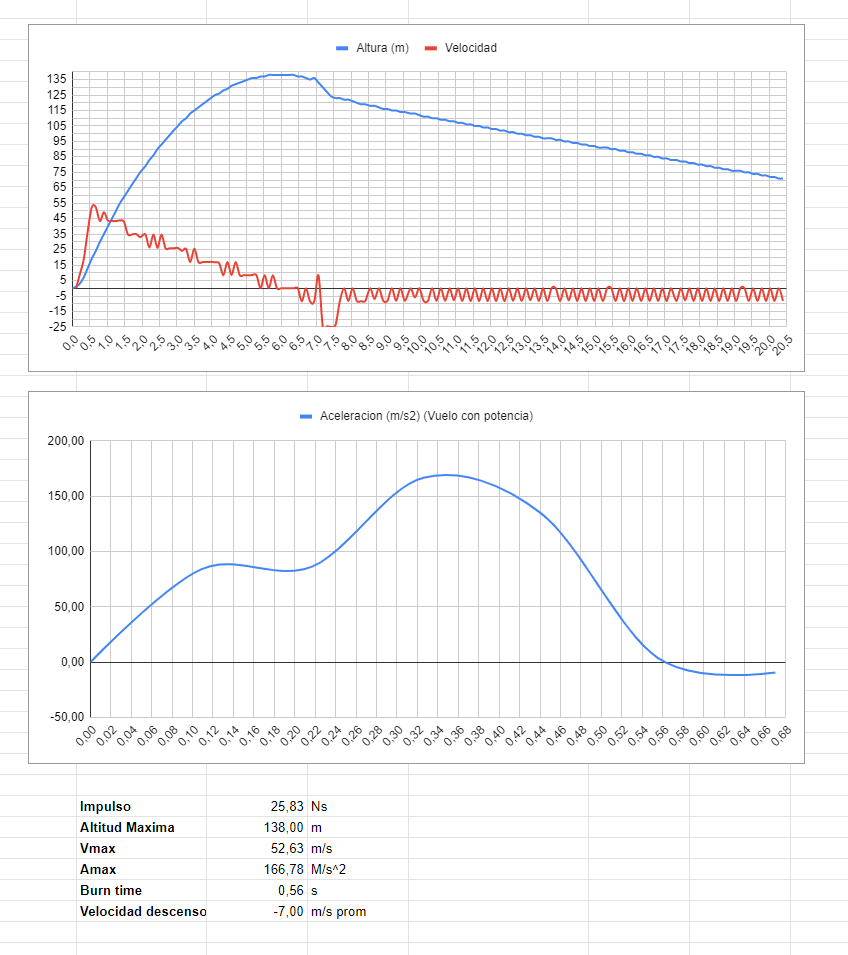 Altura (m) Velocidad
135
125
115
105
95
85
75
65
55
45
35
25
15
5
-5
-15
-25
0.0 0.5 1.0 1.5 2.0 2.5 3.0 3.5 4.0 4.5 5.0 5.5 6.0 6.5 7.0 7.5 8.0 8.5 9.0 9.5 10.0 10.5 11.0 11.5 12.0 12.5 13.0 13.5 14.0 14.5 15.0 15.5 16.0 16.5 17.0 17.5 18.0 18.5 19.0 19.5 20.0 20.5
Aceleracion (m/s2) (Vuelo con potencia)
200,00
150,00
100,00
50,00
0,00
-50,00
0,00 0,02 0,04 0,06 0,08 0,10 0,12 0,14 0,16 0,18 0,20 0,22 0,24 0,26 0,28 0,30 0,32 0,34 0,36 0,38 0,40 0,42 0,44 0,46 0,48 0,50 0,52 0,54 0,56 0,58 0,60 0,62 0,64 0,66 0,68
Impulso 25,83 Ns
Altitud Maxima 138,00 m
Vmax 52,63 m/s
Amax 166,78 M/s^2
Burn time 0,56 s
Velocidad descenso -7,00 m/s prom